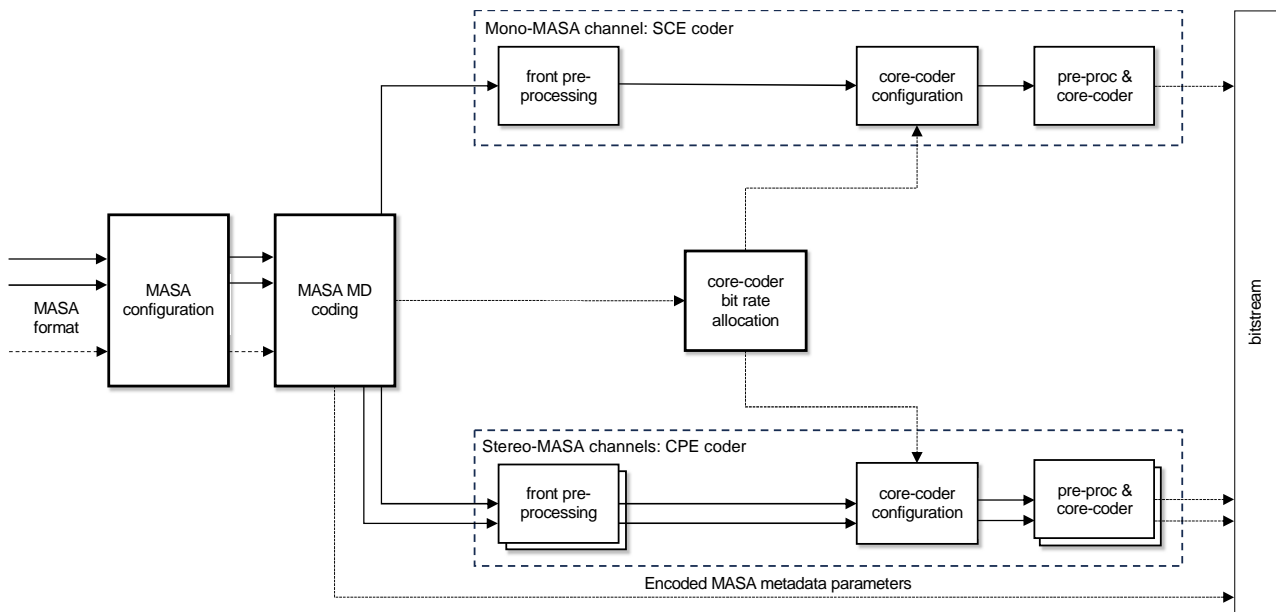 Mono-MASA channel: SCE coder
front pre-
processing
core-coder
configuration
pre-proc &
core-coder
MASA
format
MASA
configuration
MASA MD
coding
core-coder
bit rate
allocation
bitstream
Stereo-MASA channels: CPE coder
front pre-
processing
core-coder
configuration
pre-proc &
core-coder
Encoded MASA metadata parameters